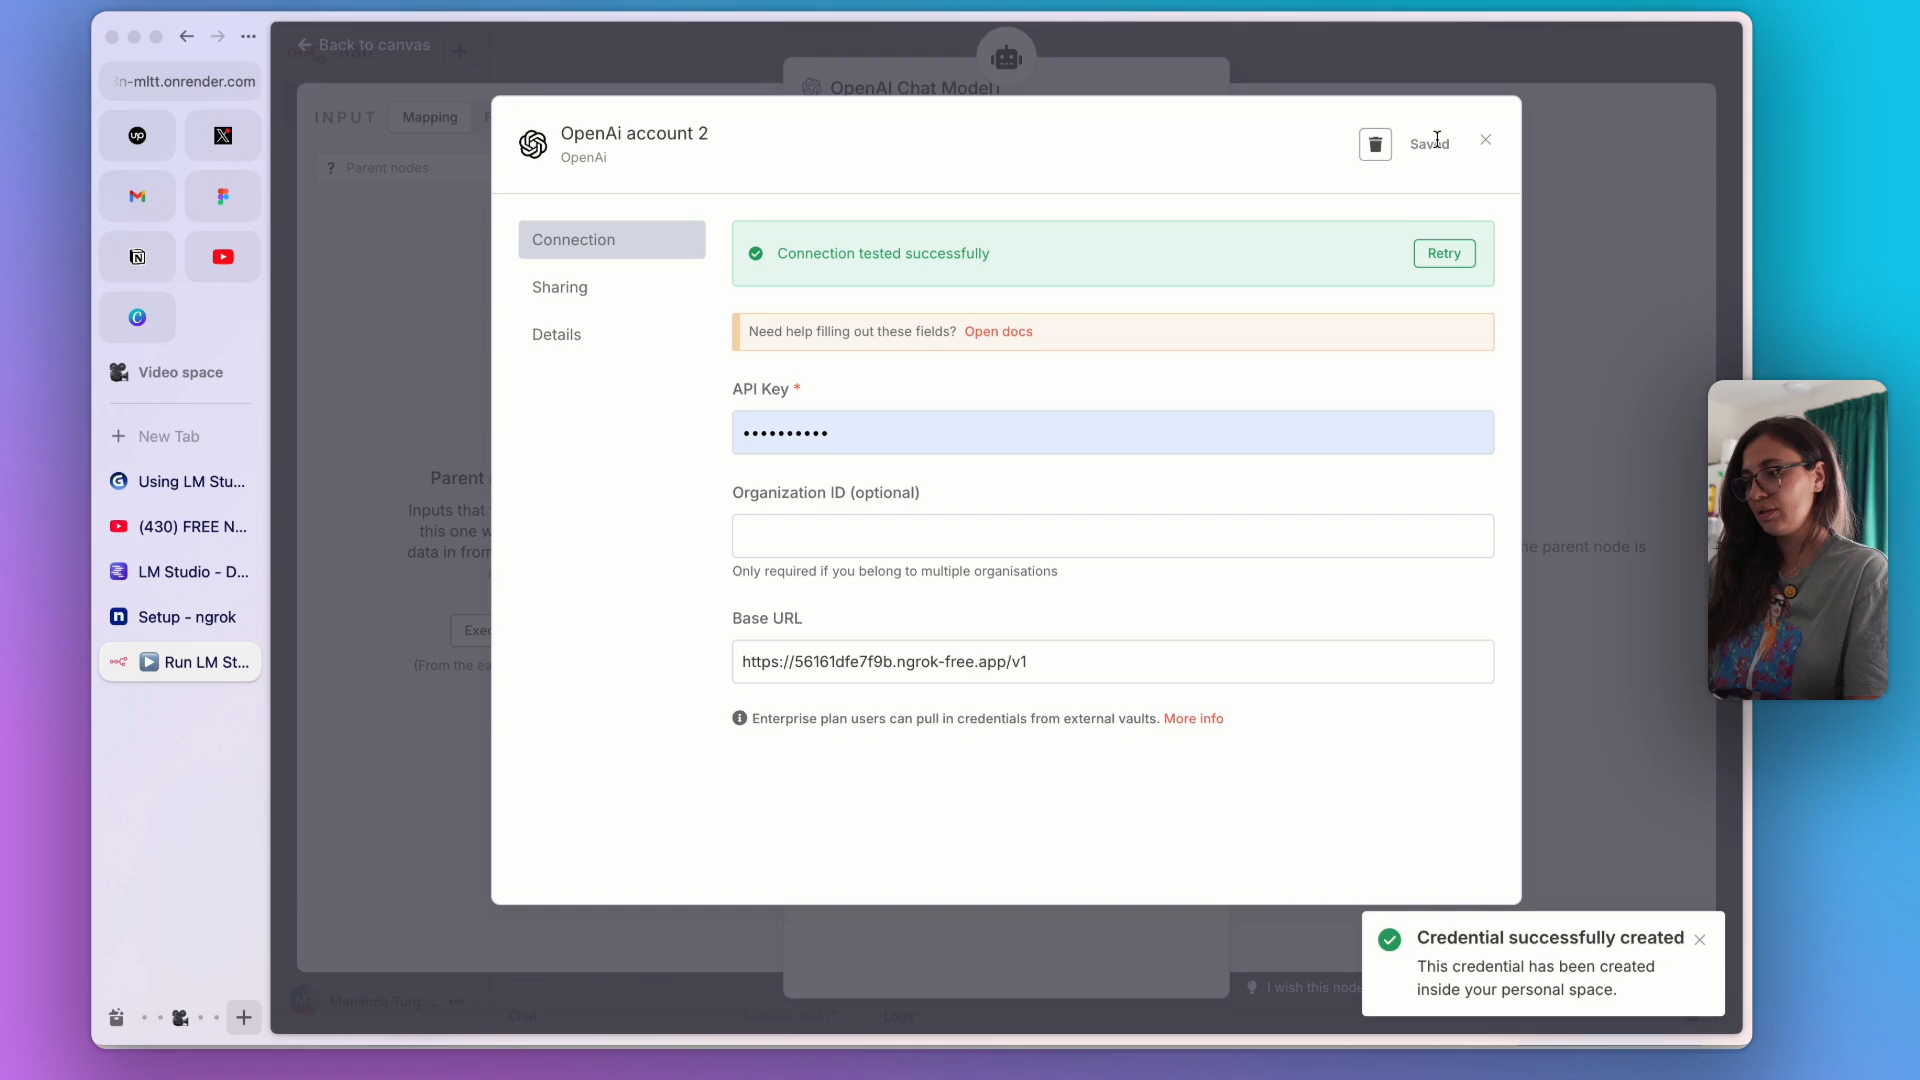 n-mltt.onrender.com
Video space
New Tab
Using LM Stu...
(430) FREE N...
LM Studio - D...
Setup - ngrok
Run LM St...
Back to canvas
INPUT
Mapping
Parent nodes
OpenAI Chat Model
Parent
Inputs that
this one w
data in from
Exec
(From the ea
he parent node is
I wish this node
Chat
Logs
OpenAi account 2
OpenAi
Saved
Connection
Sharing
Details
Connection tested successfully
Retry
Need help filling out these fields? Open docs
API Key *
••••••••••
Organization ID (optional)
Only required if you belong to multiple organisations
Base URL
https://56161dfe7f9b.ngrok-free.app/v1
Enterprise plan users can pull in credentials from external vaults. More info
Credential successfully created
This credential has been created
inside your personal space.